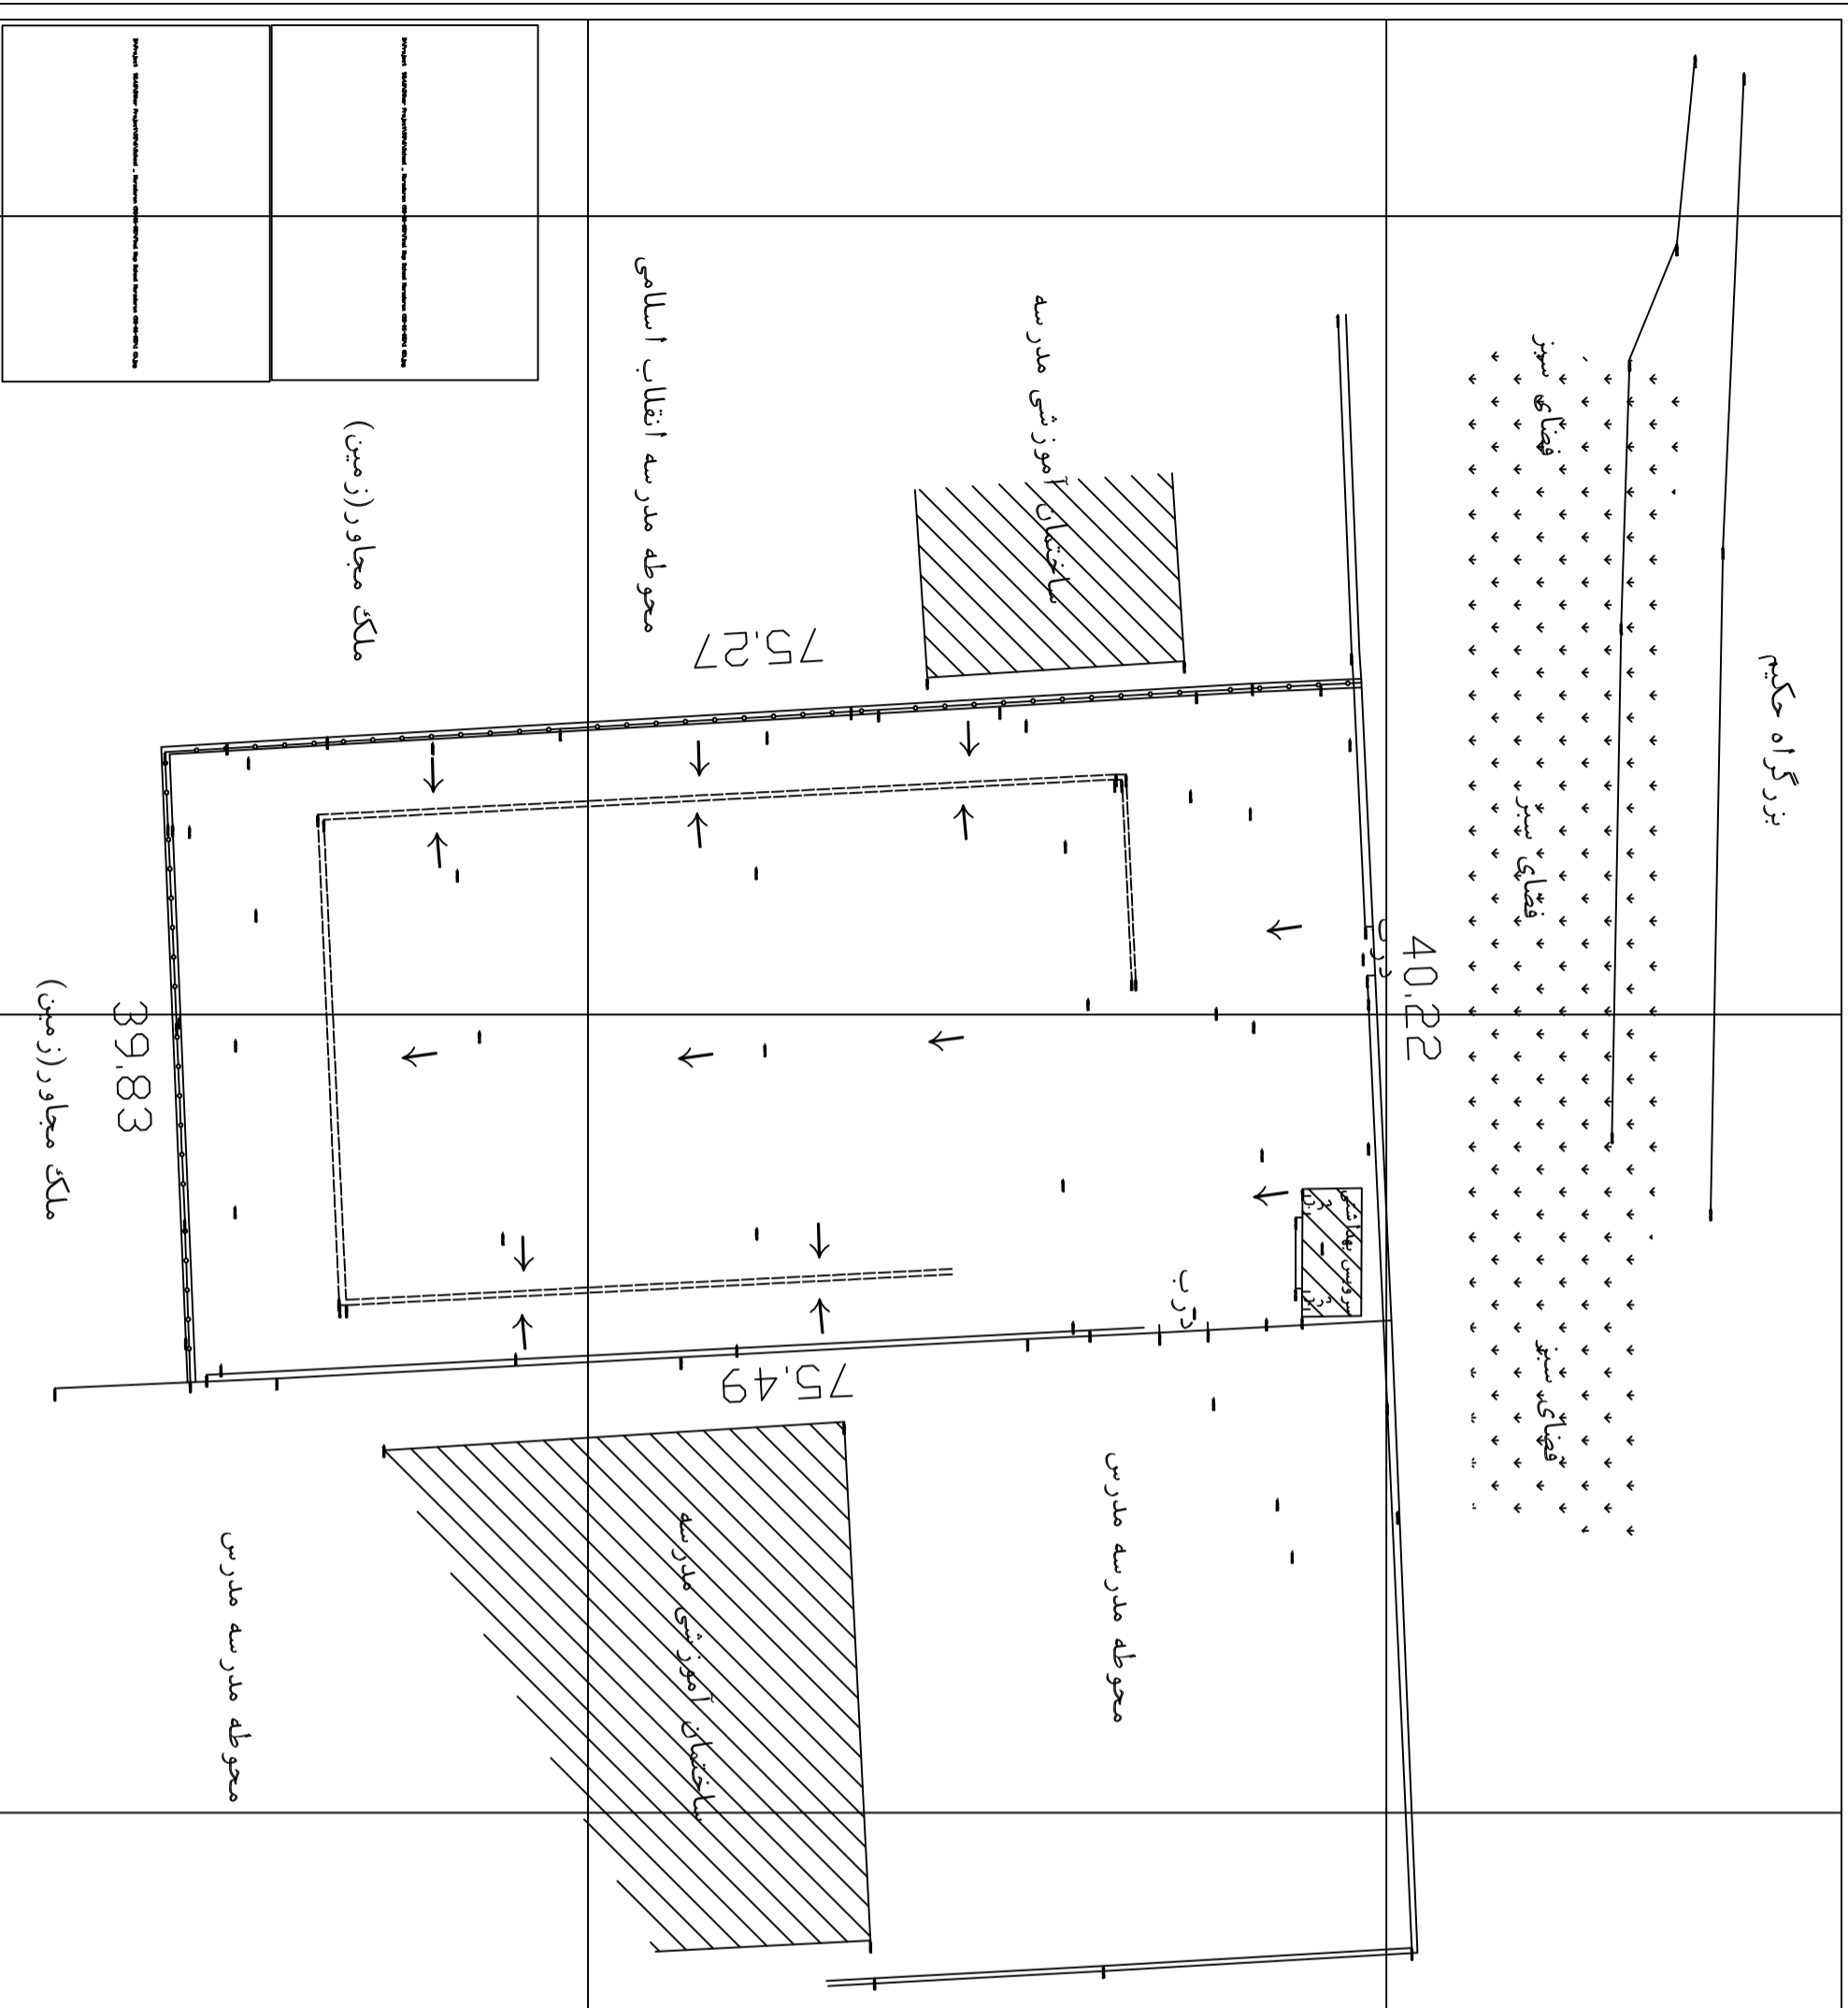 بزرگراه حکیم
فضای سبز
فضای سبز
فضای سبز
40.22
درب
ساختمان آموزشی مدرسه
محوطه مدرسه انقلاب اسلامی
75.27
ملک مجاور(زمین)
سرویس بهداشتی
درب
75.49
محوطه مدرسه مدرس
ساختمان آموزشی مدرسه
محوطه مدرسه مدرس
39.83
ملک مجاور(زمین)